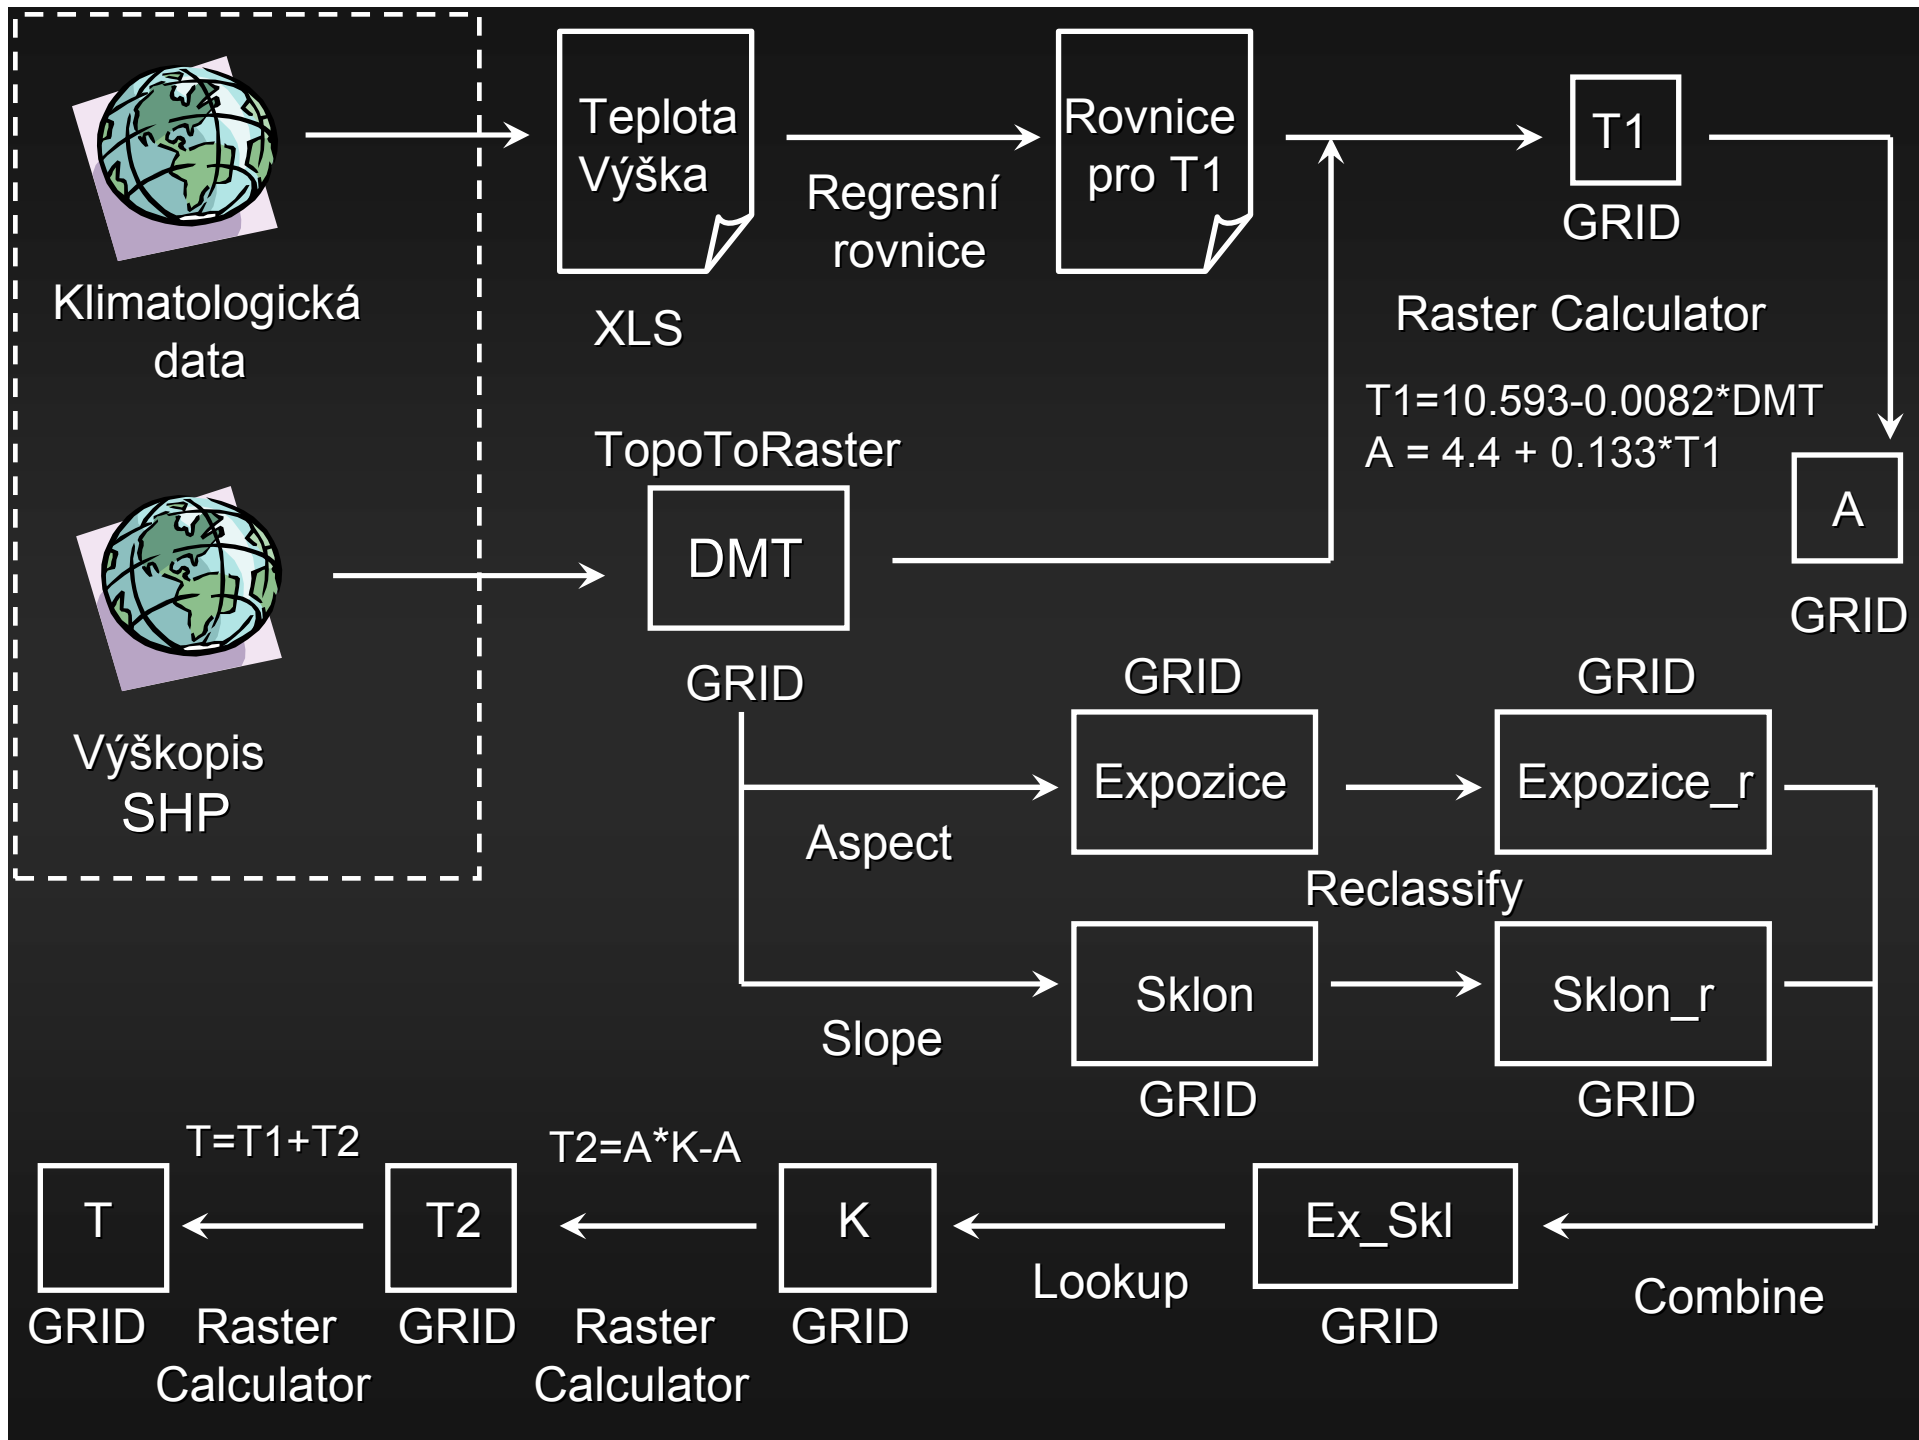 Klimatologická
data
Teplota
Výška
XLS
Regresní
rovnice
Rovnice
pro T1
T1
GRID
Raster Calculator
T1=10.593-0.0082*DMT
A = 4.4 + 0.133*T1
A
GRID
Výškopis
SHP
TopoToRaster
DMT
GRID
Aspect
GRID
Expozice
GRID
Expozice_r
Reclassify
Slope
Sklon
GRID
Sklon_r
GRID
Combine
Ex_Skl
GRID
Lookup
K
GRID
T2=A*K-A
Raster
Calculator
T2
GRID
T=T1+T2
Raster
Calculator
T
GRID